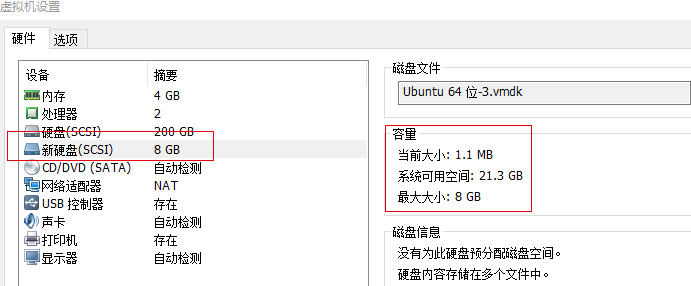 虚拟机设置
硬件 选项
设备 摘要
内存 4 GB
处理器 2
硬盘(SCSI) 200 GB
新硬盘(SCSI) 8 GB
CD/DVD (SATA) 自动检测
网络适配器 NAT
USB 控制器 存在
声卡 自动检测
打印机 存在
显示器 自动检测
磁盘文件
Ubuntu 64 位-3.vmdk
容量
当前大小: 1.1 MB
系统可用空间: 21.3 GB
最大大小: 8 GB
磁盘信息
没有为此硬盘预分配磁盘空间。
硬盘内容存储在多个文件中。